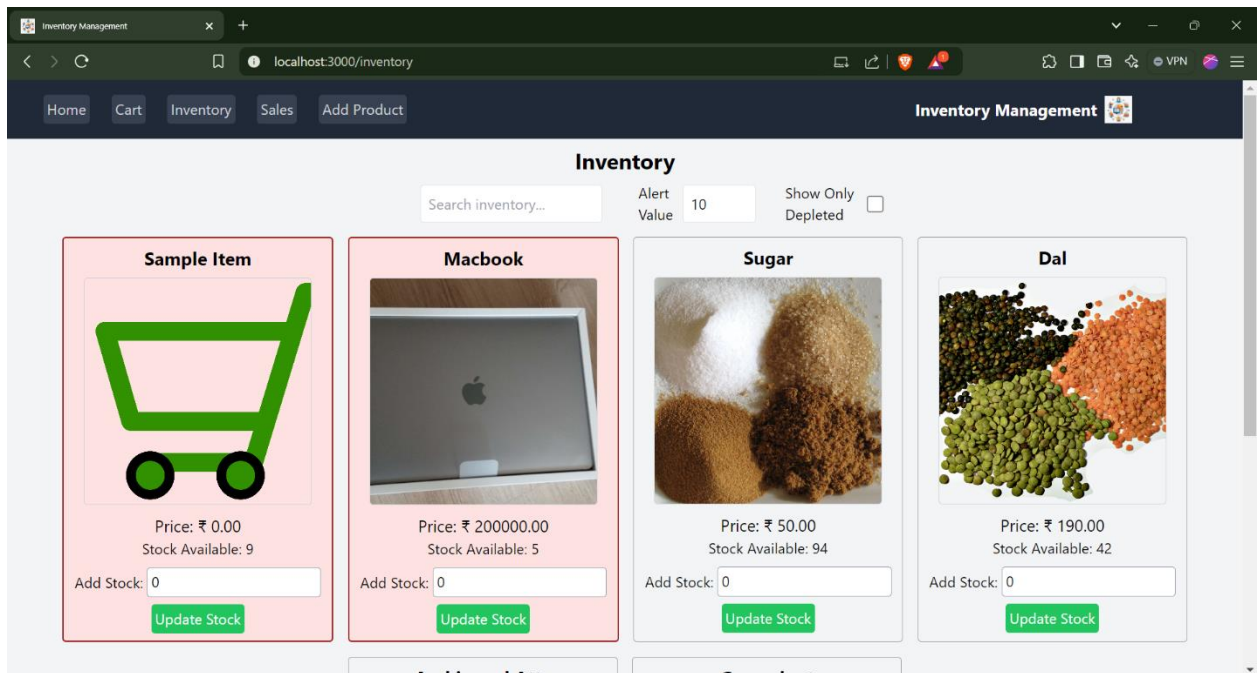 Inventory Management
localhost:3000/inventory
VPN
Home Cart Inventory Sales Add Product
Inventory Management
Inventory
Search inventory...
Alert
Value
10
Show Only
Depleted
Sample Item
Price: ₹ 0.00
Stock Available: 9
Add Stock: 0
Update Stock
Macbook
Price: ₹ 200000.00
Stock Available: 5
Add Stock: 0
Update Stock
Sugar
Price: ₹ 50.00
Stock Available: 94
Add Stock: 0
Update Stock
Dal
Price: ₹ 190.00
Stock Available: 42
Add Stock: 0
Update Stock